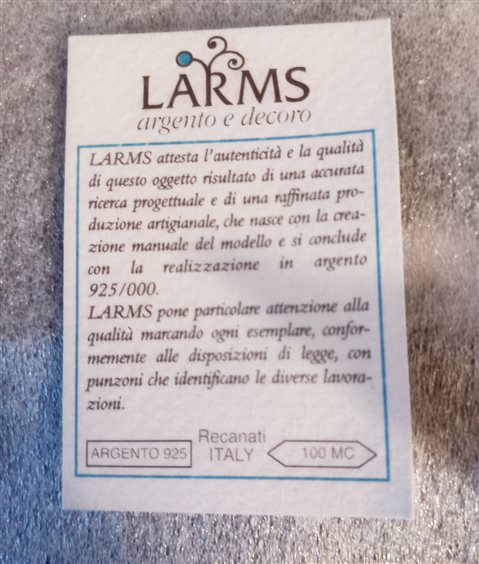 LARMS
argento e decoro
LARMS attesta l'autenticità e la qualità
di questo oggetto risultato di una accurata
ricerca progettuale e di una raffinata pro-
duzione artigianale, che nasce con la crea-
zione manuale del modello e si conclude
con la realizzazione in argento
925/000.
LARMS pone particolare attenzione alla
qualità marcando ogni esemplare, confor-
memente alle disposizioni di legge, con
punzoni che identificano le diverse lavora-
zioni.
ARGENTO 925
Recanati
ITALY
100 MC